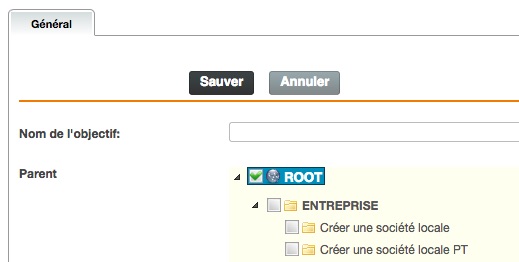 Général
Sauver Annuler
Nom de l'objectif:
Parent
ROOT
ENTREPRISE
Créer une société locale
Créer une société locale PT